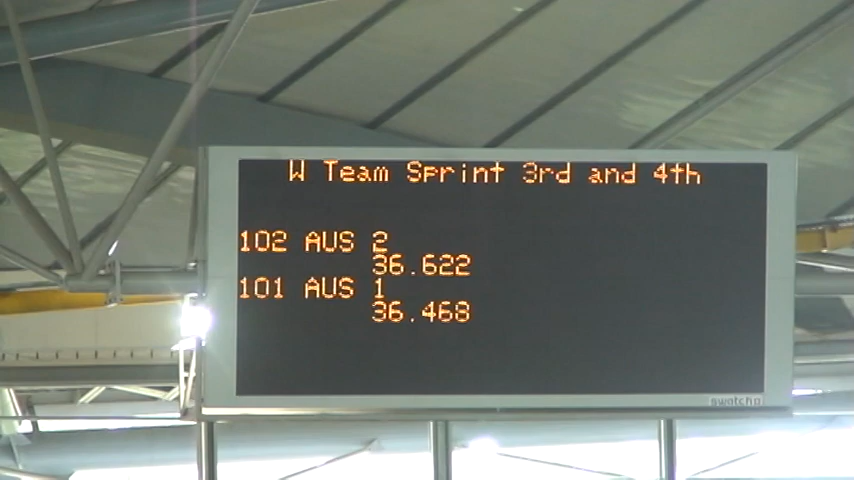 W Team Sprint 3rd and 4th
102 AUS 2
36.622
101 AUS 1
36.468
swatch